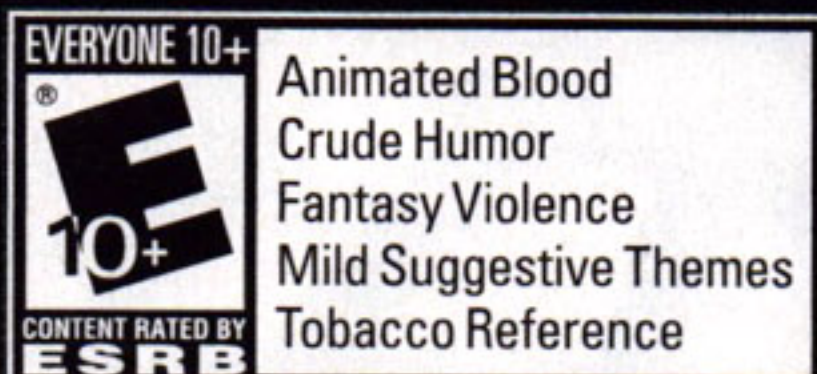 EVERYONE 10+
®
E
10+
CONTENT RATED BY
ESRB
Animated Blood
Crude Humor
Fantasy Violence
Mild Suggestive Themes
Tobacco Reference